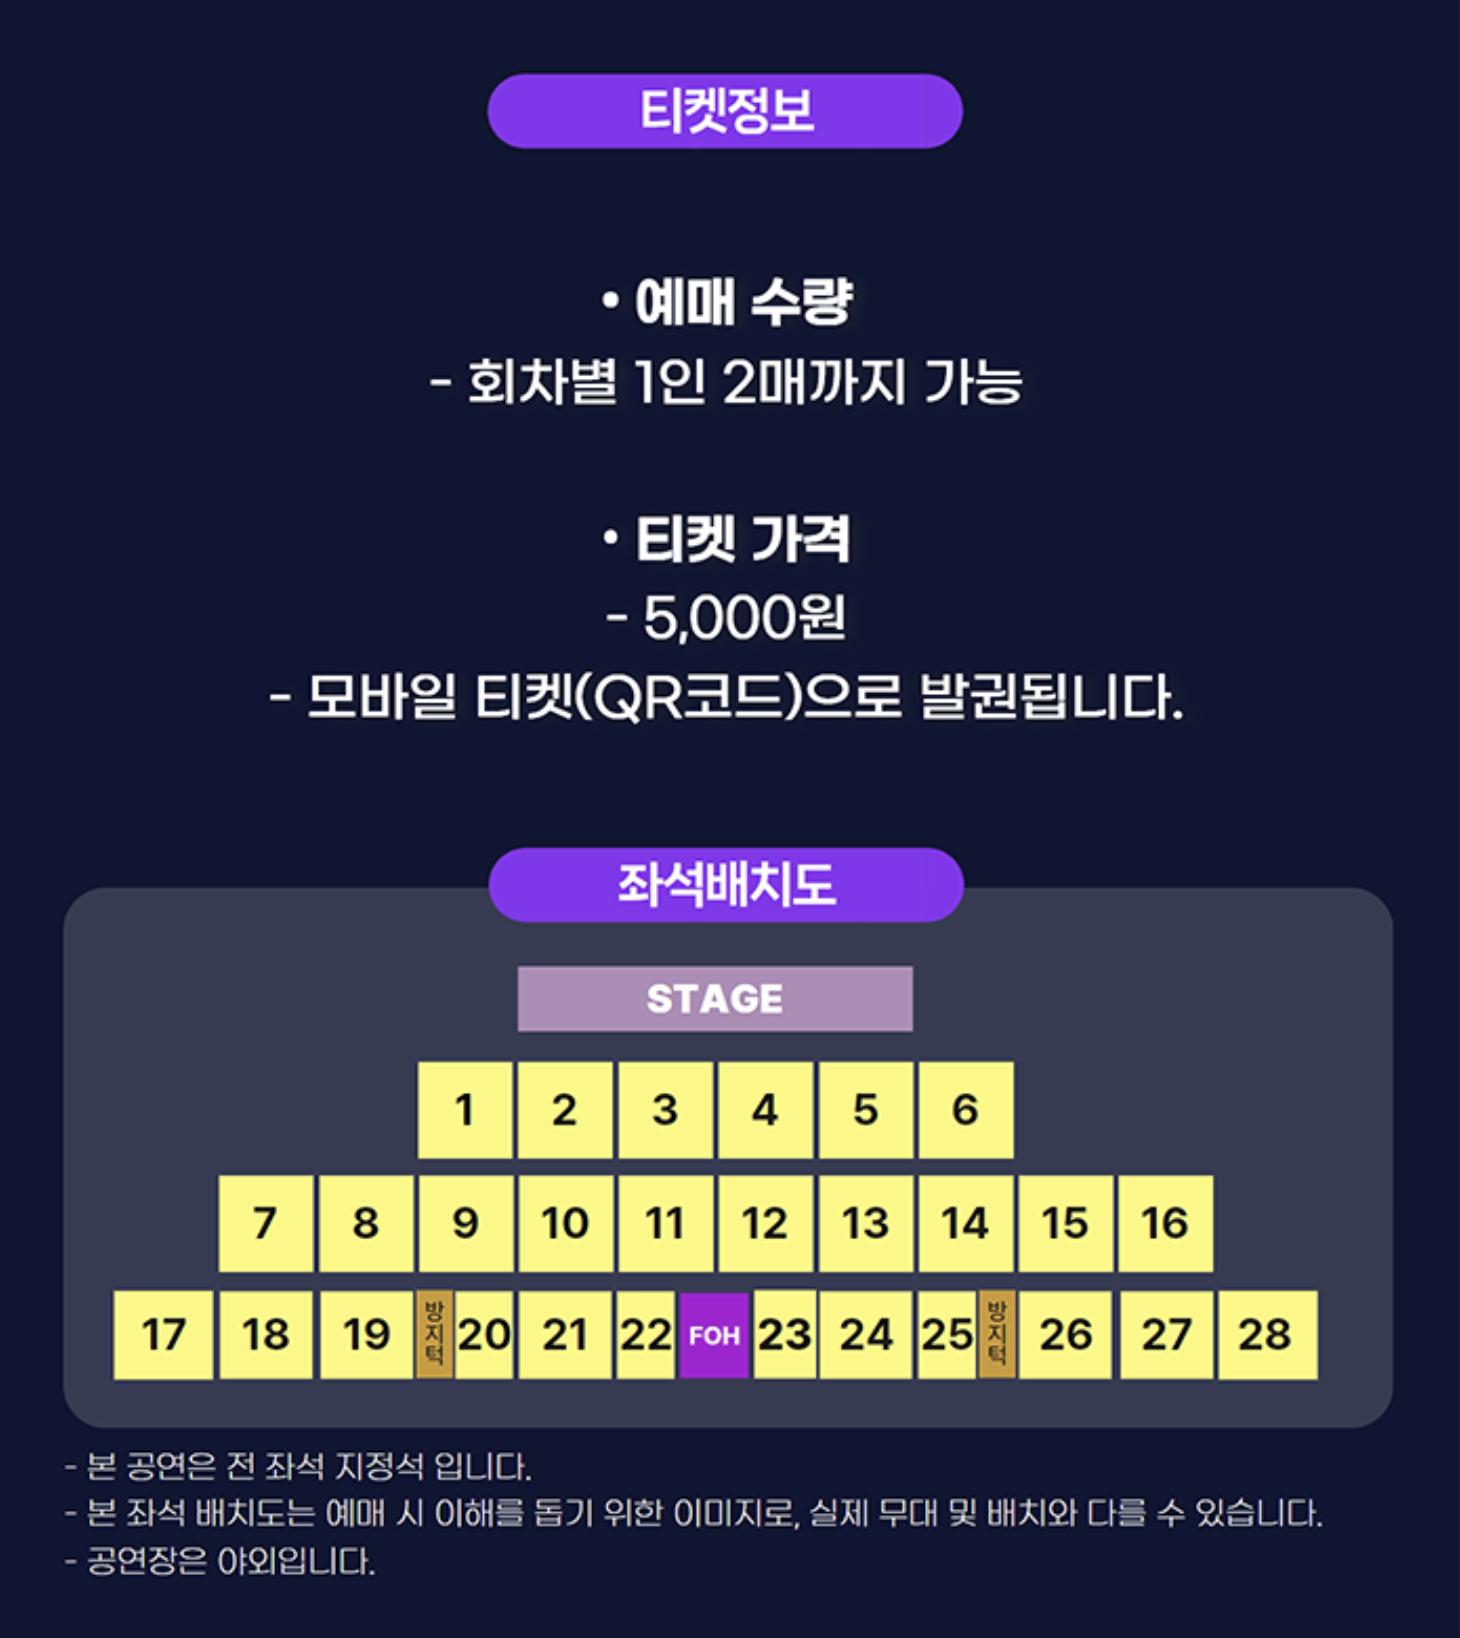 티켓정보
• 예매 수량
- 회차별 1인 2매까지 가능
• 티켓 가격
- 5,000원
- 모바일 티켓(QR코드)으로 발권됩니다.
좌석배치도
STAGE
1 2 3 4 5 6
7 8 9 10 11 12 13 14 15 16
17 18 19 방지턱 20 21 22 FOH 23 24 25 방지턱 26 27 28
- 본 공연은 전 좌석 지정석 입니다.
- 본 좌석 배치도는 예매 시 이해를 돕기 위한 이미지로, 실제 무대 및 배치와 다를 수 있습니다.
- 공연장은 야외입니다.